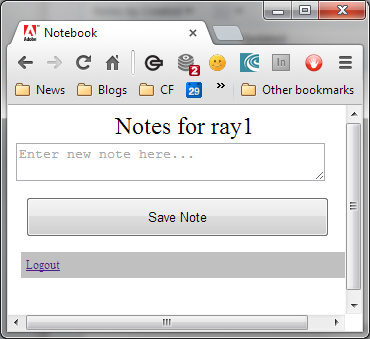 Adobe
Notebook
2
In
News Blogs CF 29 » Other bookmarks
Notes for ray1
Enter new note here...
Save Note
Logout